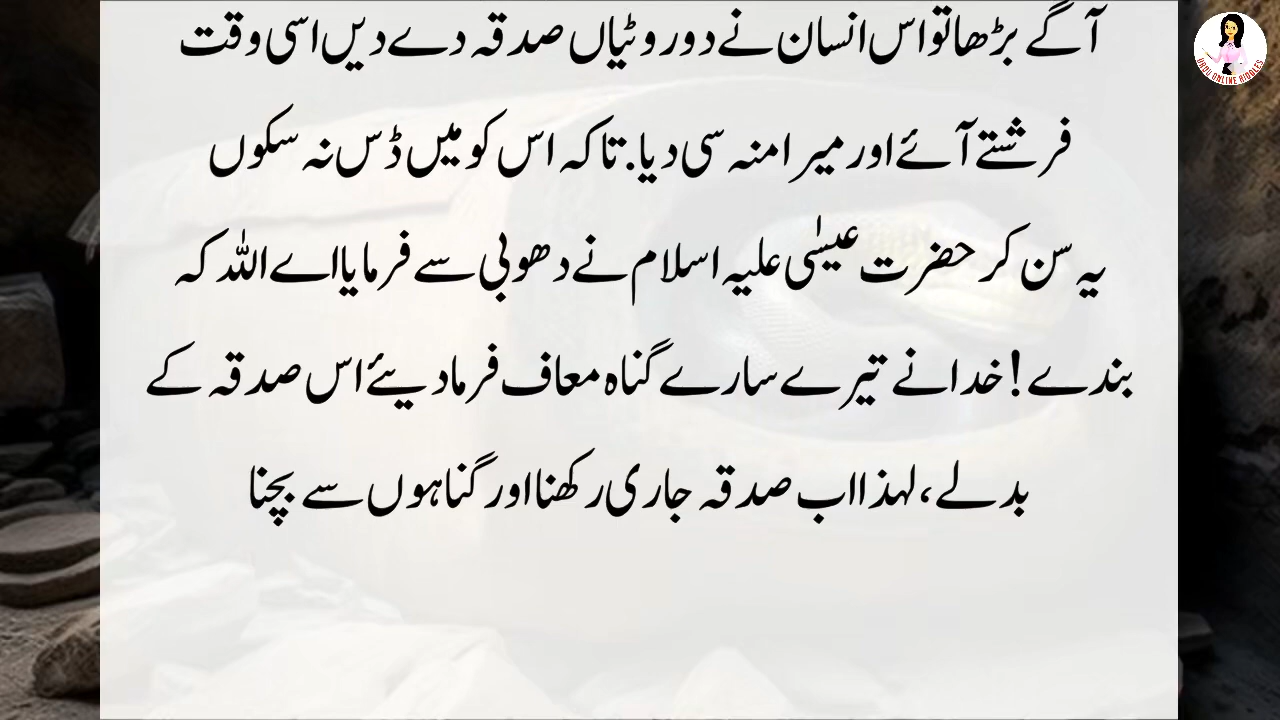 آگے بڑھا تو اس انسان نے دو روٹیاں صدقہ دے دیں اسی وقت
فرشتے آئے اور میرا منہ سی دیا. تاکہ اس کو میں ڈس نہ سکوں
یہ سن کر حضرت عیسٰی علیہ اسلام نے دھوبی سے فرمایا اے اللہ کہ
بندے! خدا نے تیرے سارے گناہ معاف فرما دیئے اس صدقہ کے
بدلے، لہذا اب صدقہ جاری رکھنا اور گناہوں سے بچنا
URDU ONLINE RIDDLES